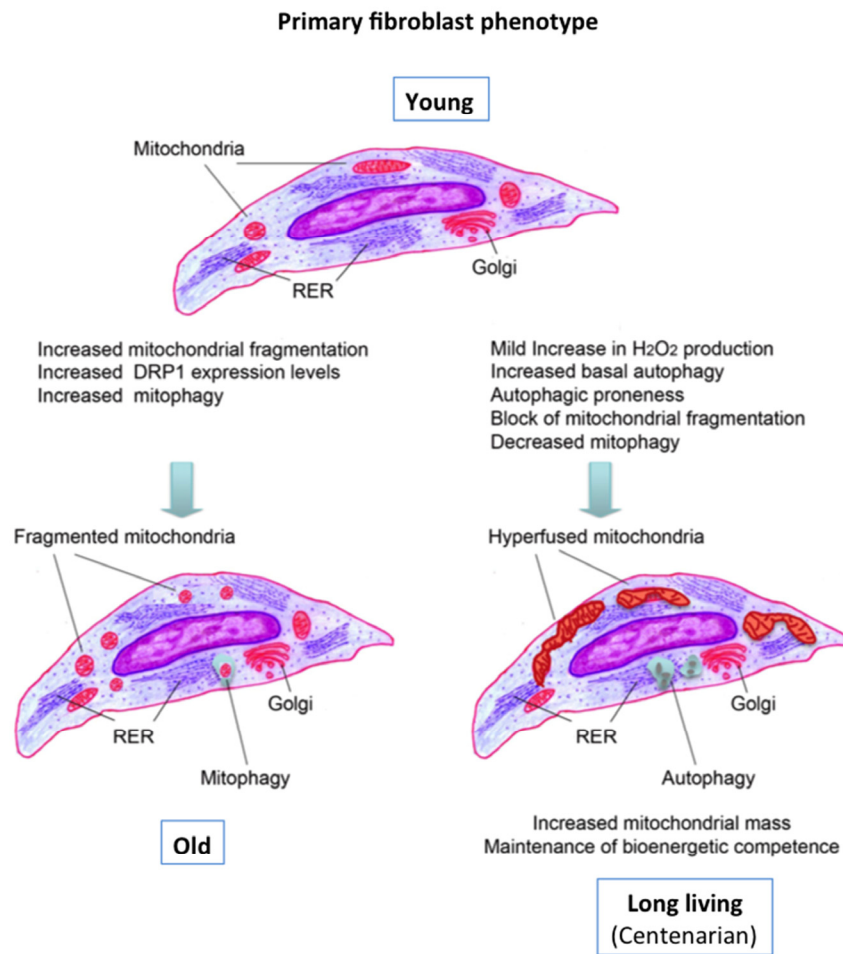 Primary fibroblast phenotype
Young
Mitochondria
Golgi
RER
Increased mitochondrial fragmentation
Increased DRP1 expression levels
Increased mitophagy
Mild Increase in H₂O₂ production
Increased basal autophagy
Autophagic proneness
Block of mitochondrial fragmentation
Decreased mitophagy
Fragmented mitochondria
Golgi
RER
Mitophagy
Old
Hyperfused mitochondria
Golgi
RER
Autophagy
Increased mitochondrial mass
Maintenance of bioenergetic competence
Long living
(Centenarian)